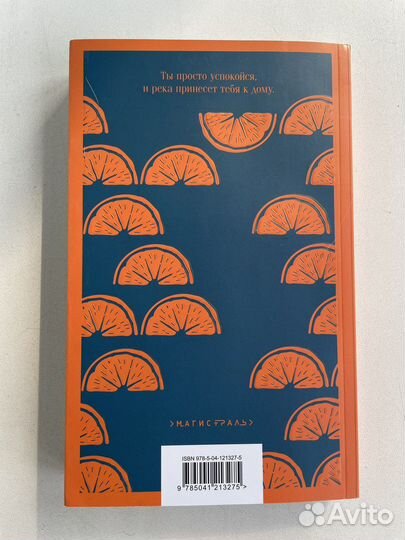 Ты просто успокойся,
и река принесет тебя к дому.
МАГИСТРАЛЬ
ISBN 978-5-04-121327-5
9 785041 213275 >
Avito